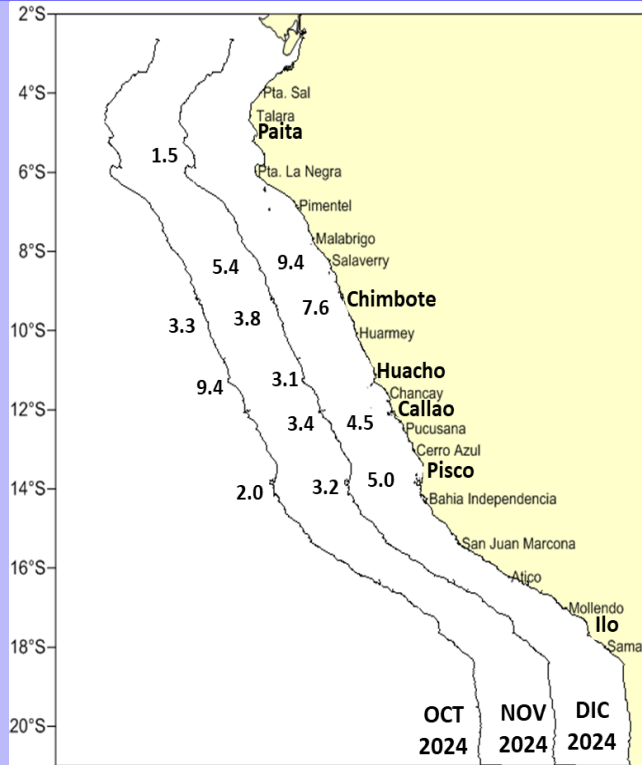 2°S
4°S
Pta. Sal
Talara
Paita
1.5
6°S
Pta. La Negra
Pimentel
Malabrigo
8°S
Salaverry
5.4
9.4
Chimbote
7.6
3.3
3.8
10°S
Huarmey
Huacho
3.1
9.4
Chancay
Callao
12°S
3.4
4.5
Pucusana
Cerro Azul
Pisco
5.0
3.2
2.0
14°S
Bahia Independencia
San Juan Marcona
16°S
Atico
Mollendo
Ilo
18°S
Sama
OCT
2024
NOV
2024
DIC
2024
20°S